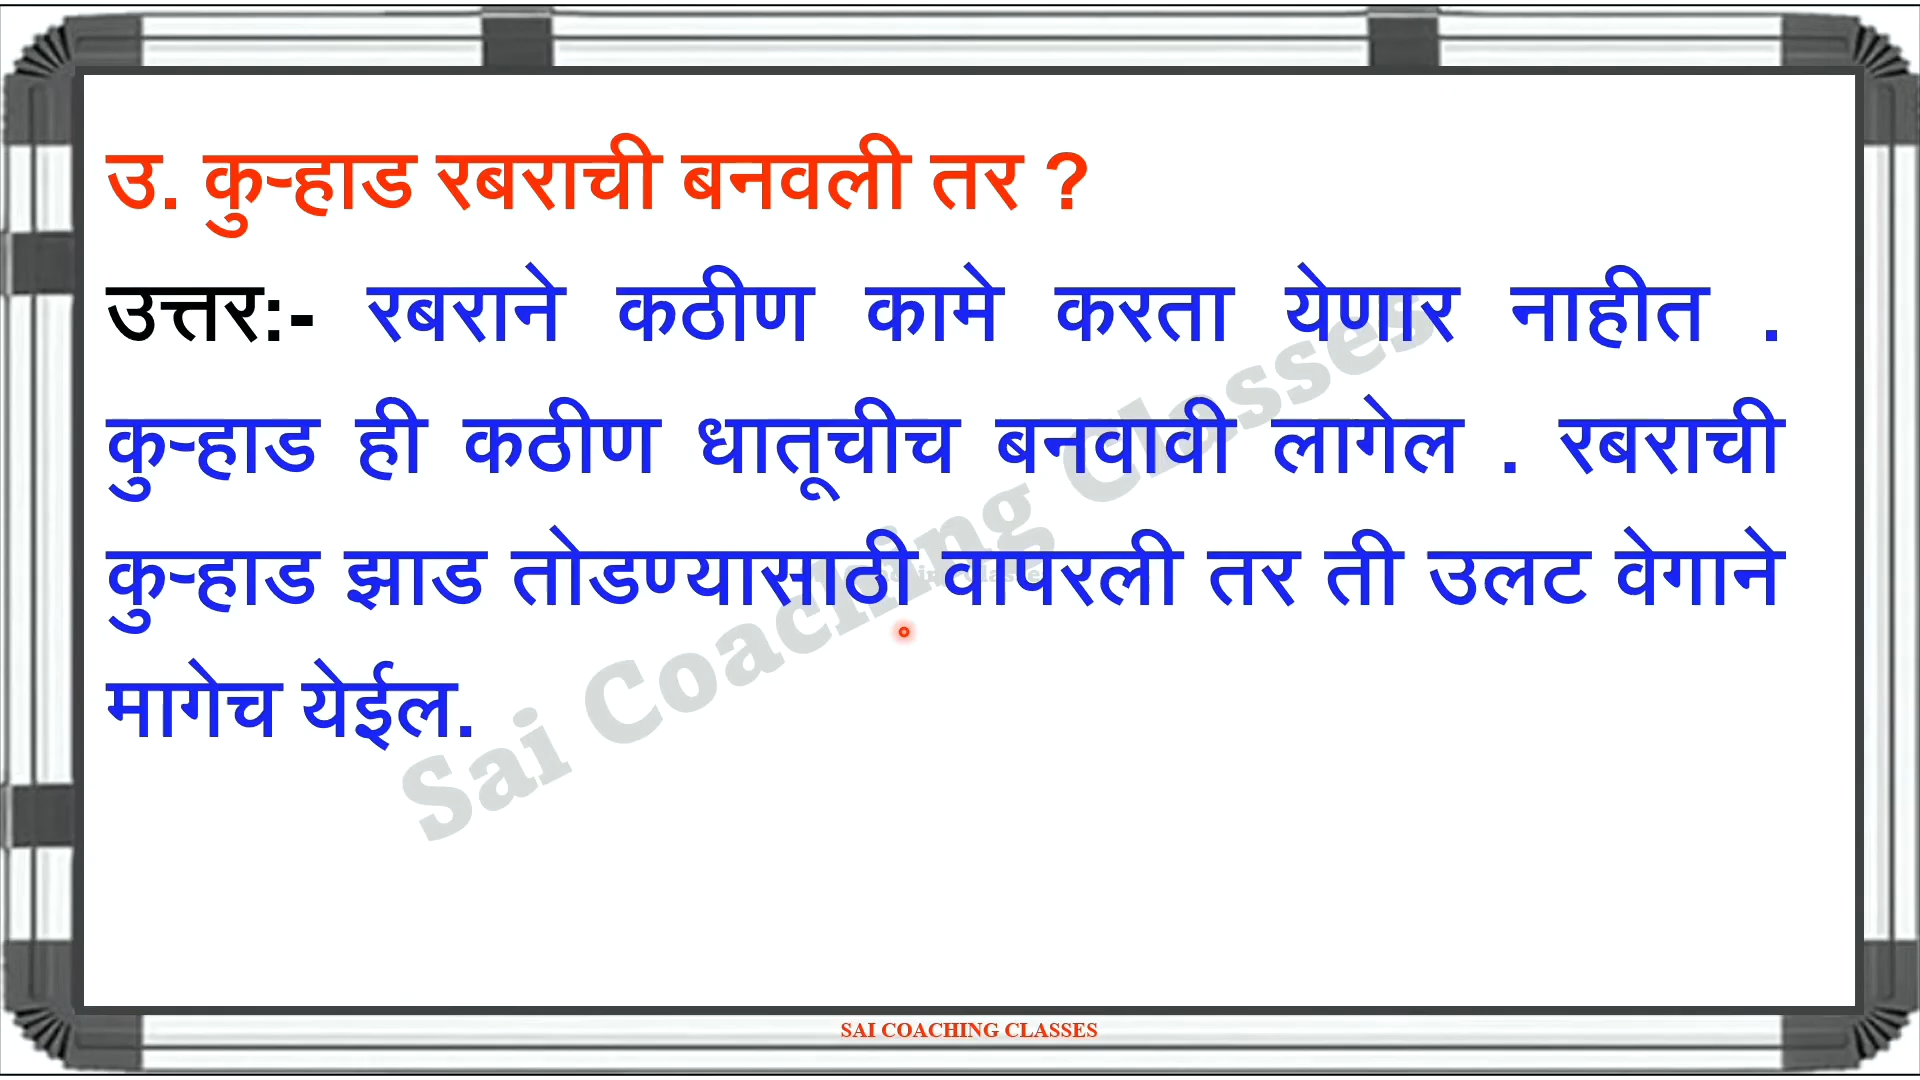 उ. कुऱ्हाड रबराची बनवली तर ?
उत्तर:- रबराने कठीण कामे करता येणार नाहीत .
कुऱ्हाड ही कठीण धातूचीच बनवावी लागेल . रबराची
कुऱ्हाड झाड तोडण्यासाठी वापरली तर ती उलट वेगाने
मागेच येईल.
Sai Coaching Classes
SAI COACHING CLASSES